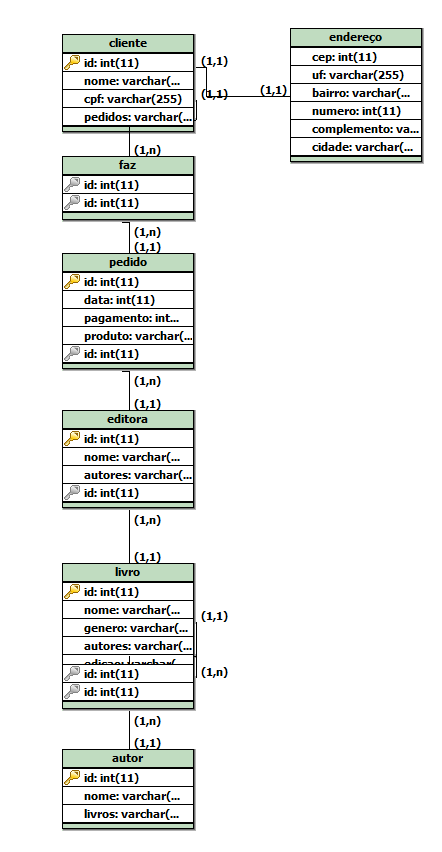 cliente
id: int(11)
nome: varchar(...
cpf: varchar(255)
pedidos: varchar(...
(1,1)
(1,1)
(1,1)
endereço
cep: int(11)
uf: varchar(255)
bairro: varchar(...
numero: int(11)
complemento: va...
cidade: varchar(...
(1,n)
faz
id: int(11)
id: int(11)
(1,n)
(1,1)
pedido
id: int(11)
data: int(11)
pagamento: int...
produto: varchar(...
id: int(11)
(1,n)
(1,1)
editora
id: int(11)
nome: varchar(...
autores: varchar(...
id: int(11)
(1,n)
(1,1)
livro
id: int(11)
nome: varchar(...
genero: varchar(...
autores: varchar(...
edicao: varchar(...
id: int(11)
id: int(11)
(1,1)
(1,n)
(1,n)
(1,1)
autor
id: int(11)
nome: varchar(...
livros: varchar(...